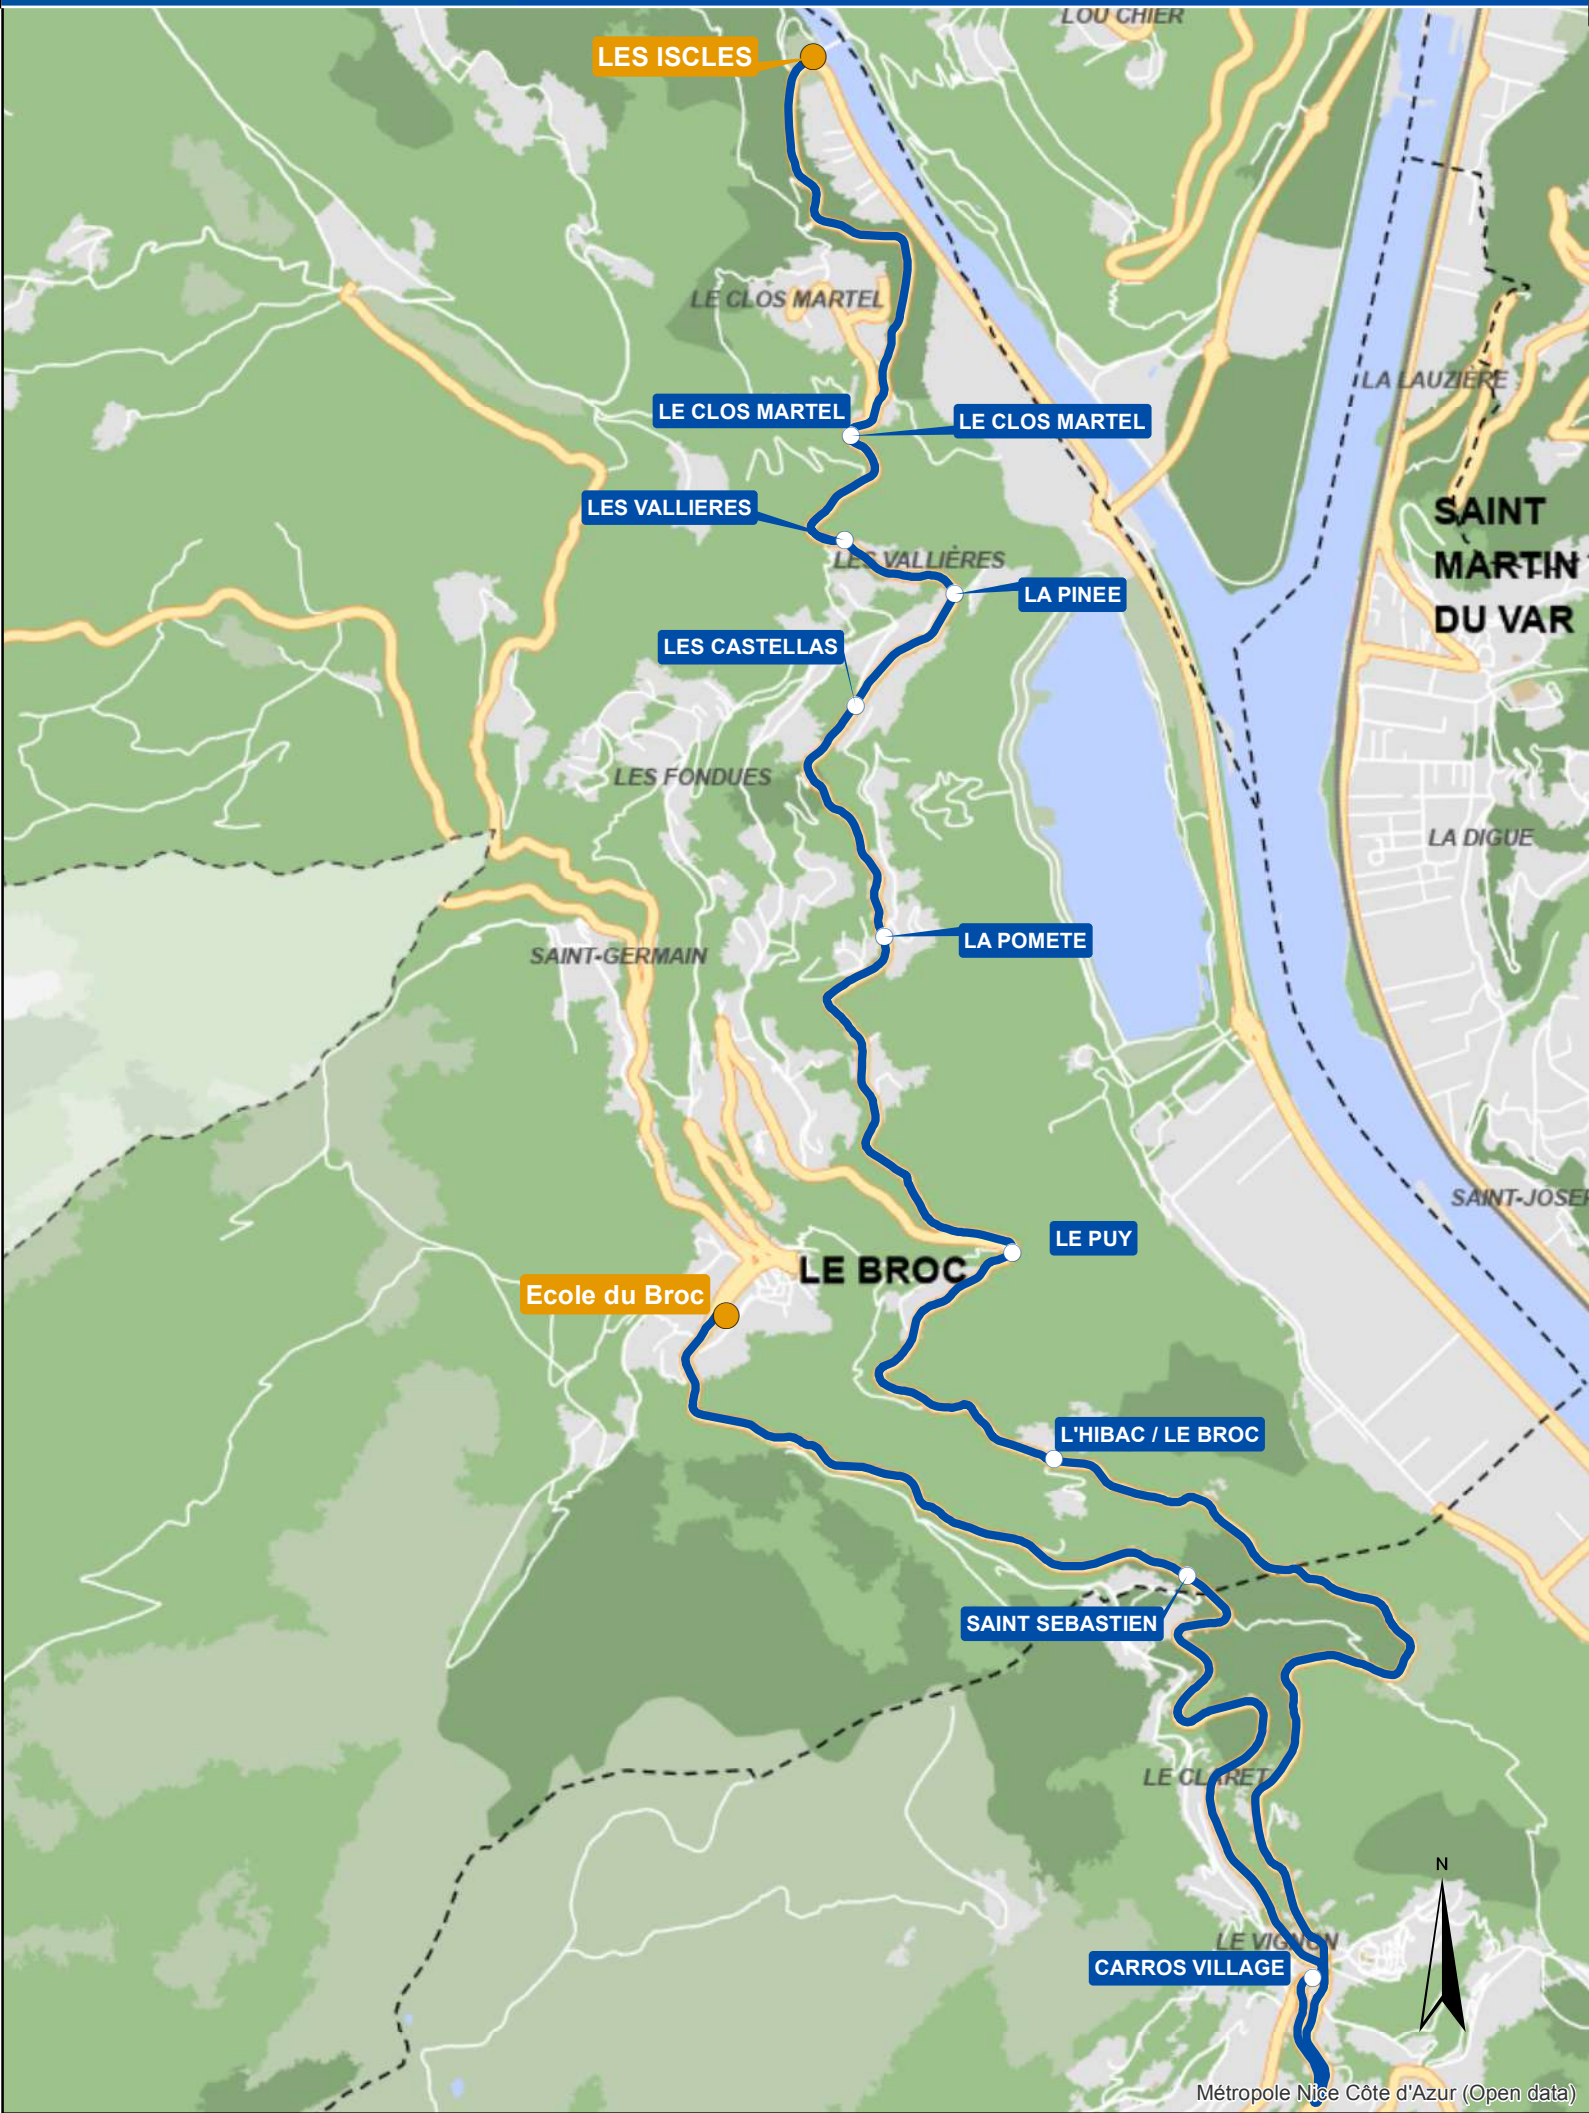 LOU CHIER
LES ISCLES
LE CLOS MARTEL
LA LAUZIÈRE
LE CLOS MARTEL
LE CLOS MARTEL
LES VALLIERES
SAINT
MARTIN
DU VAR
LES VALLIÈRES
LA PINEE
LES CASTELLAS
LES FONDUES
LA DIGUE
LA POMETE
SAINT-GERMAIN
SAINT-JOSEP
LE PUY
LE BROC
Ecole du Broc
L'HIBAC / LE BROC
SAINT SEBASTIEN
LE CLARET
N
LE VIGNON
CARROS VILLAGE
Métropole Nice Côte d'Azur (Open data)